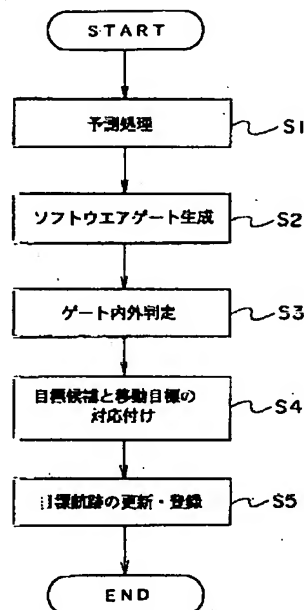 START
予測処理
S1
ソフトウエアゲート生成
S2
ゲート内外判定
S3
目標候補と移動目標の
対応付け
S4
目標航跡の更新・登録
S5
END